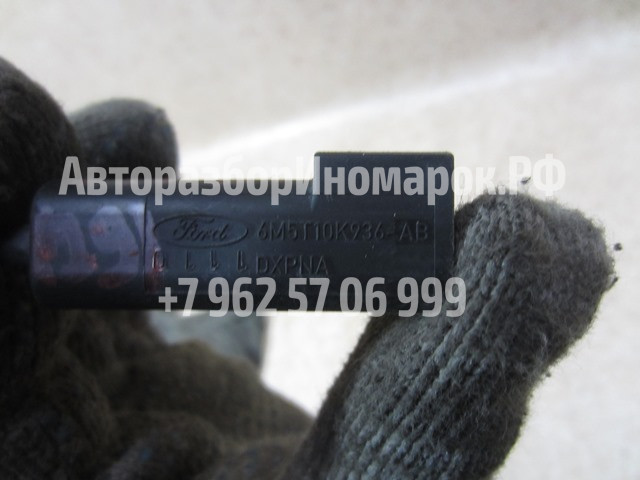 АвторазборИномарок.РФ
Ford 6M5T10K936-AB
DXPNA
+7 962 57 06 999